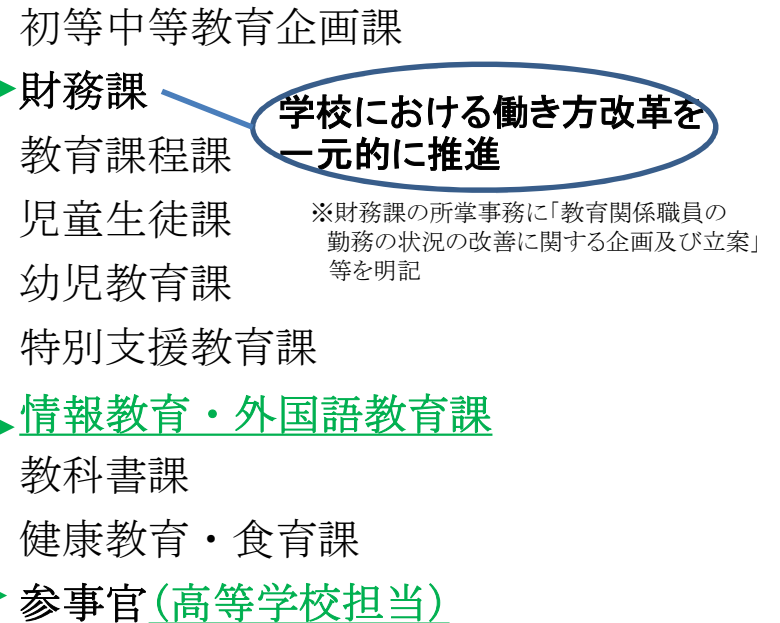 初等中等教育企画課
財務課
学校における働き方改革を
一元的に推進
教育課程課
児童生徒課
※財務課の所掌事務に「教育関係職員の
勤務の状況の改善に関する企画及び立案」
等を明記
幼児教育課
特別支援教育課
情報教育・外国語教育課
教科書課
健康教育・食育課
参事官(高等学校担当)